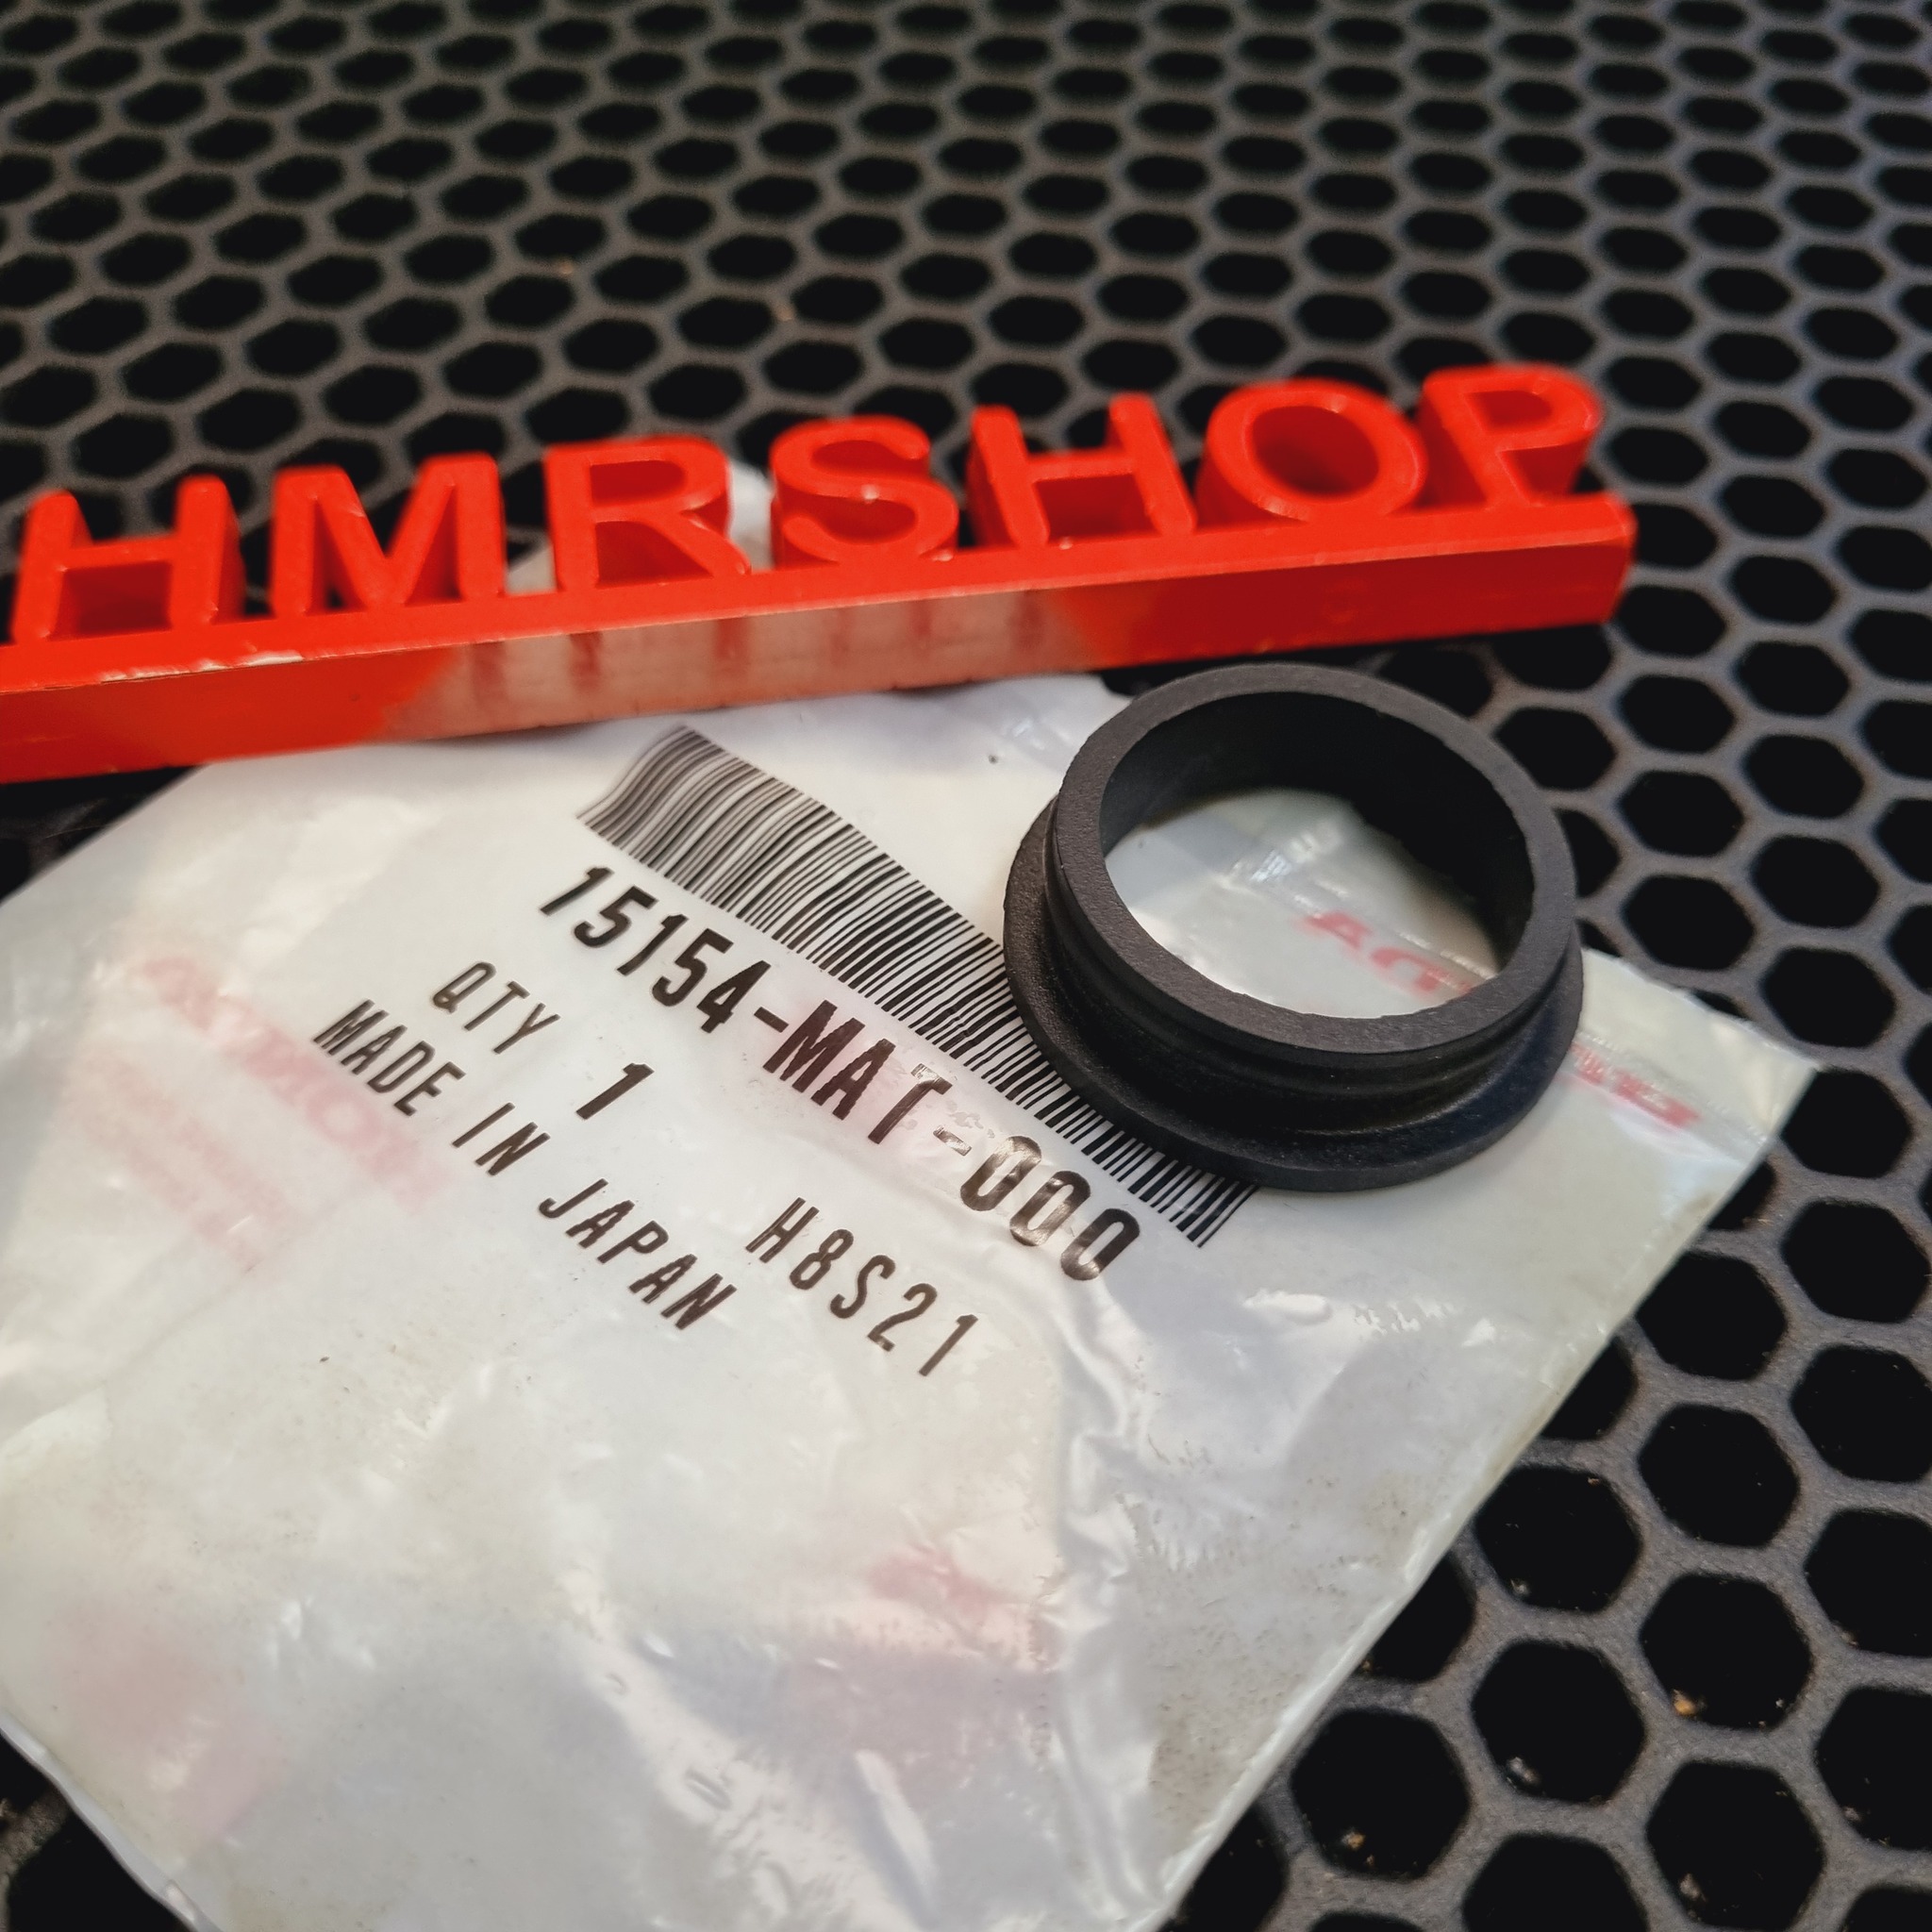 HMRSHOP
15154-MAT-000
QTY 1 H8S21
MADE IN JAPAN